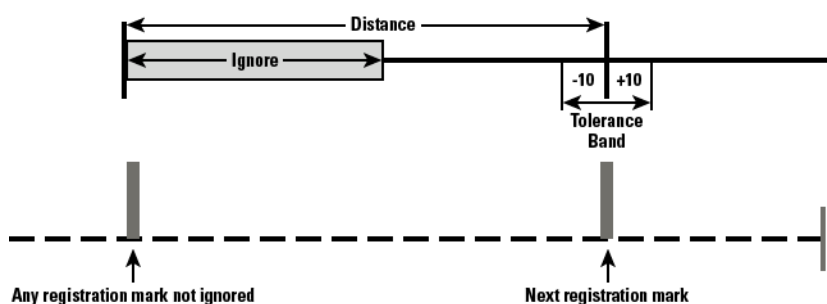 Distance
Ignore
-10 +10
Tolerance
Band
Any registration mark not ignored
Next registration mark